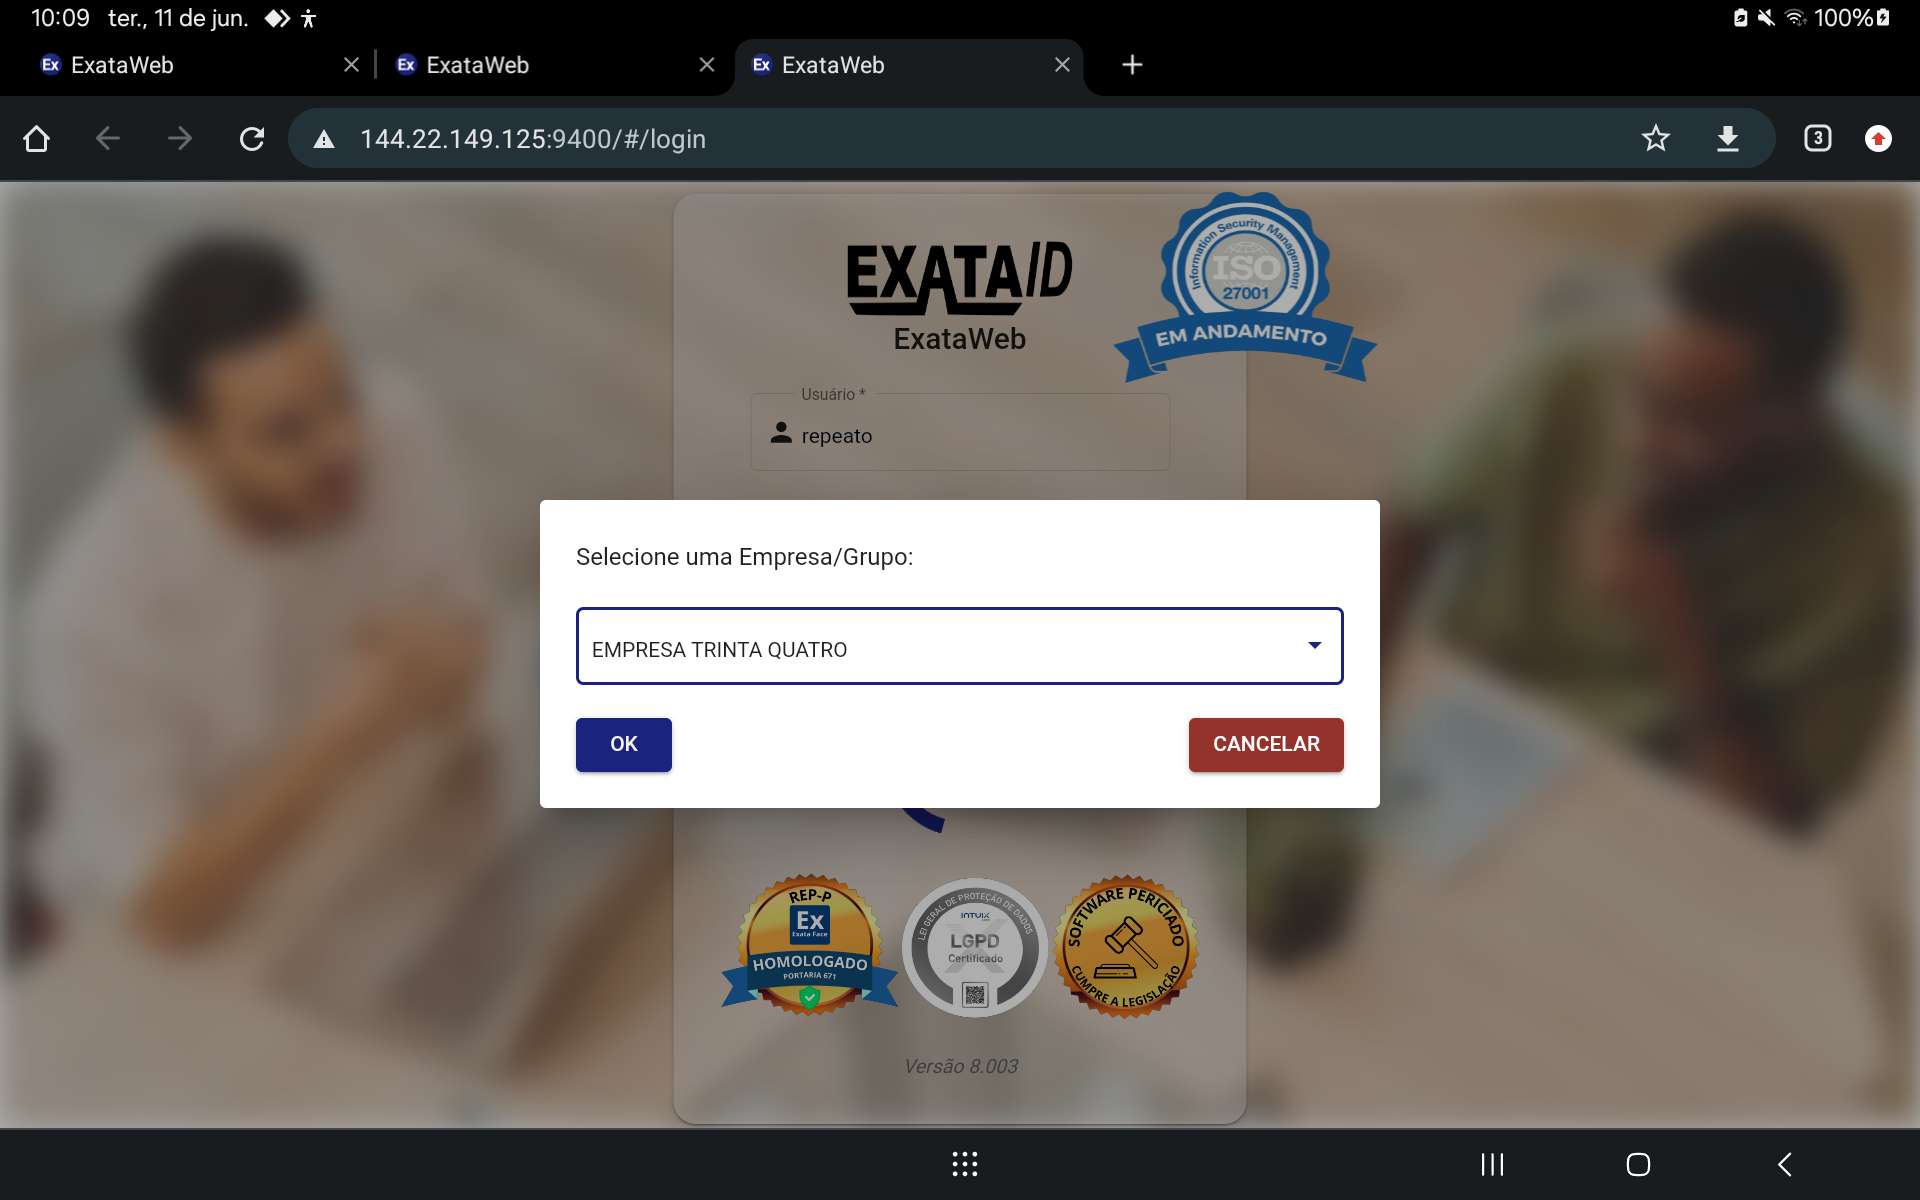 10:09 ter., 11 de jun. 100%
Ex ExataWeb
Ex ExataWeb
Ex ExataWeb
144.22.149.125:9400/#/login
3
EXATAID
ExataWeb
Information Security Management
ISO
27001
EM ANDAMENTO
Usuário *
repeato
Selecione uma Empresa/Grupo:
EMPRESA TRINTA QUATRO
OK CANCELAR
REP-P
Ex
Exata Face
HOMOLOGADO
PORTARIA 671
LEI GERAL DE PROTEÇÃO DE DADOS
INTUIX
LGPD
Certificado
SOFTWARE PERICIADO
CUMPRE A LEGISLAÇÃO
Versão 8.003